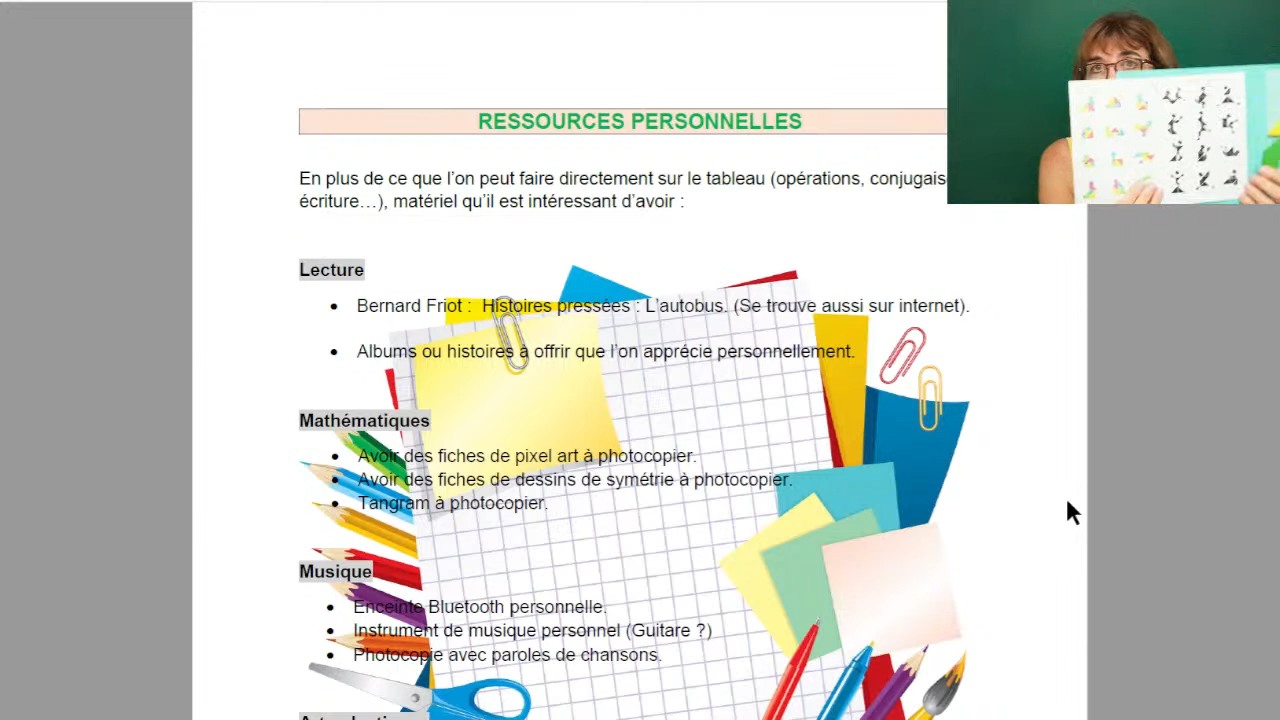 RESSOURCES PERSONNELLES
En plus de ce que l’on peut faire directement sur le tableau (opérations,
écriture…), matériel qu’il est intéressant d’avoir :
Lecture
• Bernard Friot : Histoires pressées : L’autobus. (Se trouve aussi sur internet).
• Albums ou histoires à offrir que l’on apprécie personnellement.
Mathématiques
• Avoir des fiches de pixel art à photocopier.
• Avoir des fiches de dessins de symétrie à photocopier.
• Tangram à photocopier.
Musique
• Enceinte Bluetooth personnelle.
• Instrument de musique personnel (Guitare ?)
• Photocopie avec paroles de chansons.